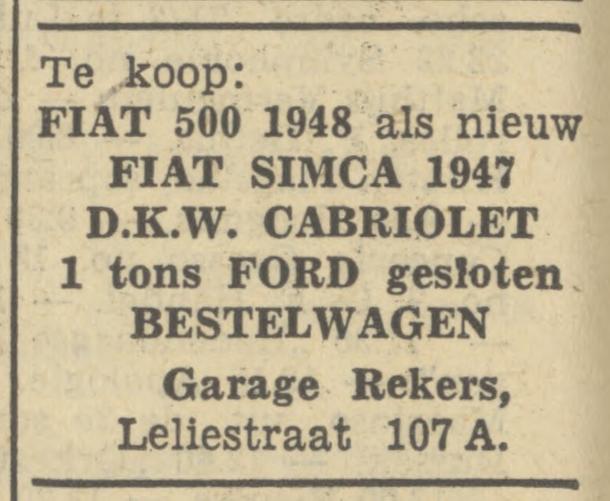 Te koop:
FIAT 500 1948 als nieuw
FIAT SIMCA 1947
D.K.W. CABRIOLET
1 tons FORD gesloten
BESTELWAGEN
Garage Rekers,
Leliestraat 107 A.